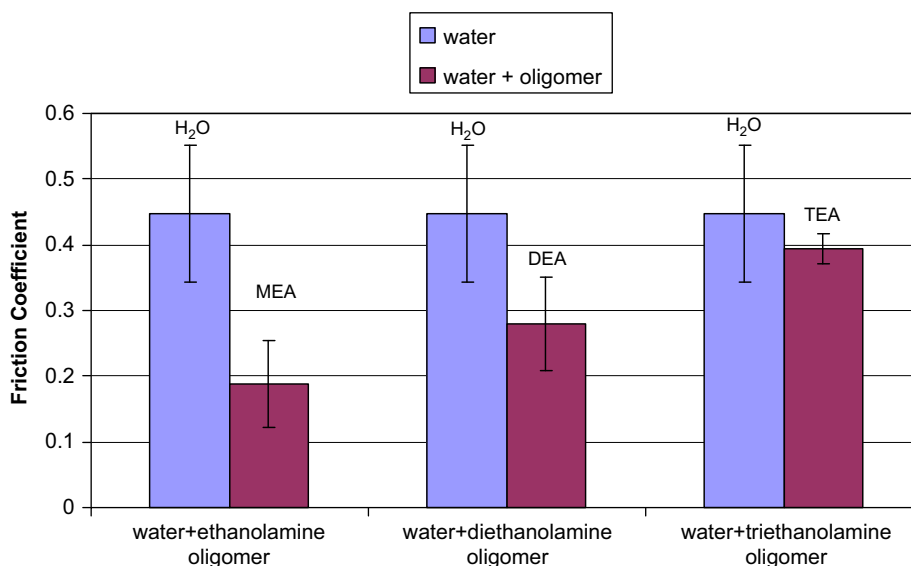 water
water + oligomer
0.6
0.5
0.4
0.3
0.2
0.1
0
Friction Coefficient
H₂O
MEA
H₂O
DEA
H₂O
TEA
water+ethanolamine
oligomer
water+diethanolamine
oligomer
water+triethanolamine
oligomer